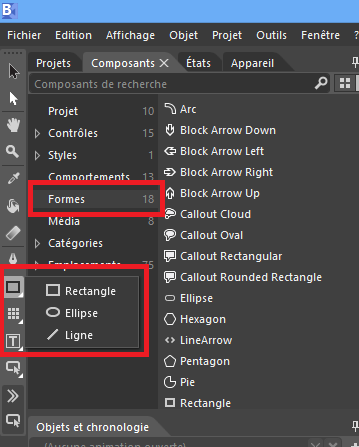 B
Fichier Edition Affichage Objet Projet Outils Fenêtre ?
Projets Composants × États Appareil
Composants de recherche
Projet 10
Contrôles 15
Styles 1
Comportements 13
Formes 18
Média 8
Catégories
Emplacements 75
Rectangle
Ellipse
Ligne
T
Arc
Block Arrow Down
Block Arrow Left
Block Arrow Right
Block Arrow Up
Callout Cloud
Callout Oval
Callout Rectangular
Callout Rounded Rectangle
Ellipse
Hexagon
LineArrow
Pentagon
Pie
Rectangle
Objets et chronologie
(Aucune animation ouverte)